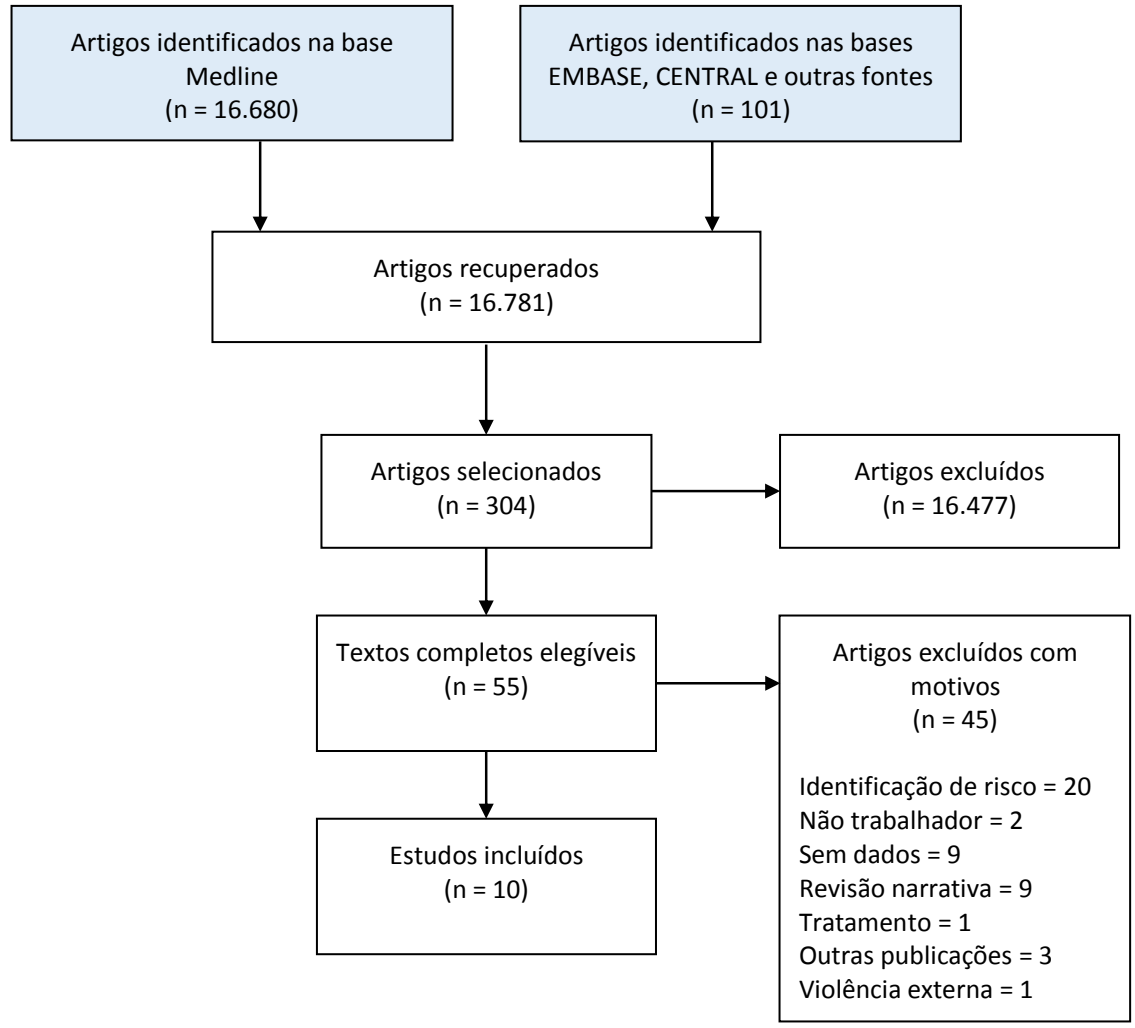 Artigos identificados na base
Medline
(n = 16.680)
Artigos identificados nas bases
EMBASE, CENTRAL e outras fontes
(n = 101)
Artigos recuperados
(n = 16.781)
Artigos selecionados
(n = 304)
Artigos excluídos
(n = 16.477)
Textos completos elegíveis
(n = 55)
Artigos excluídos com
motivos
(n = 45)
Identificação de risco = 20
Não trabalhador = 2
Sem dados = 9
Revisão narrativa = 9
Tratamento = 1
Outras publicações = 3
Violência externa = 1
Estudos incluídos
(n = 10)